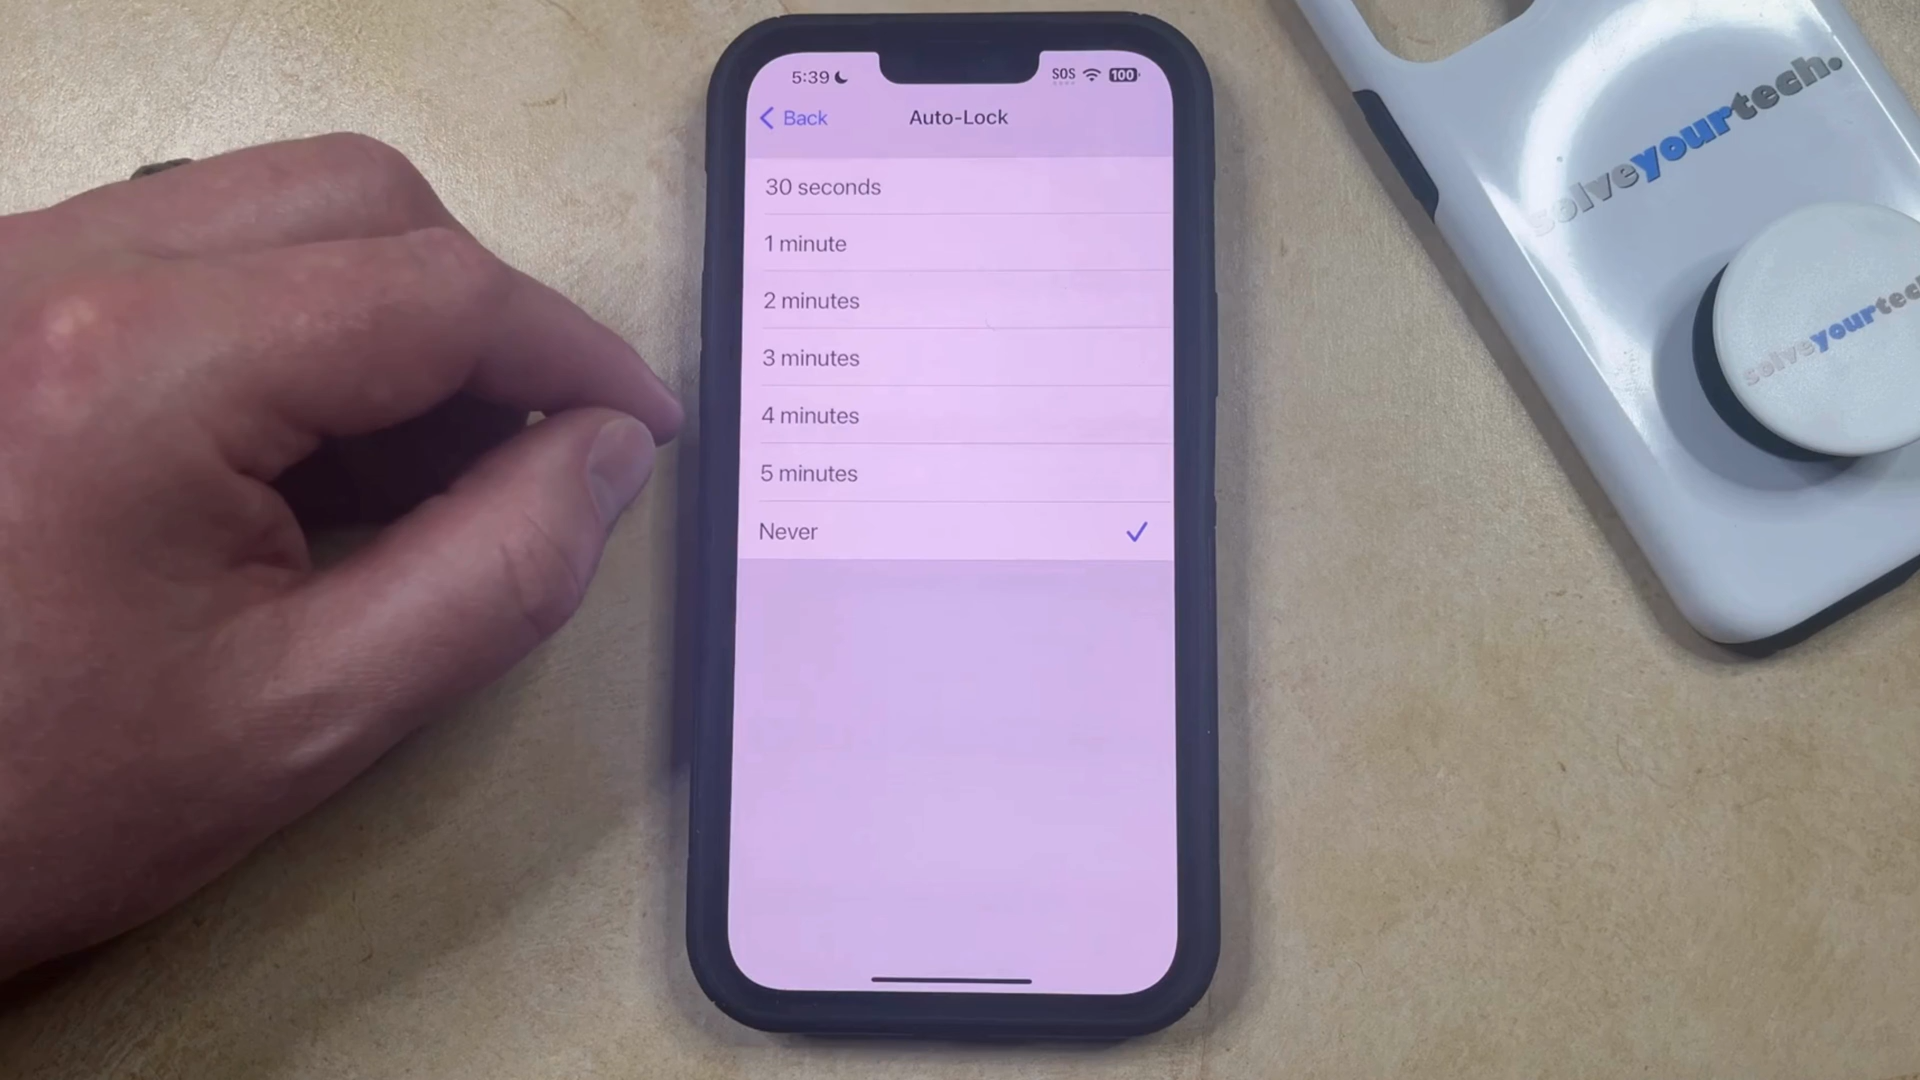 5:39
SOS 100
Back Auto-Lock
30 seconds
1 minute
2 minutes
3 minutes
4 minutes
5 minutes
Never
solveyourtech.
solveyourtech